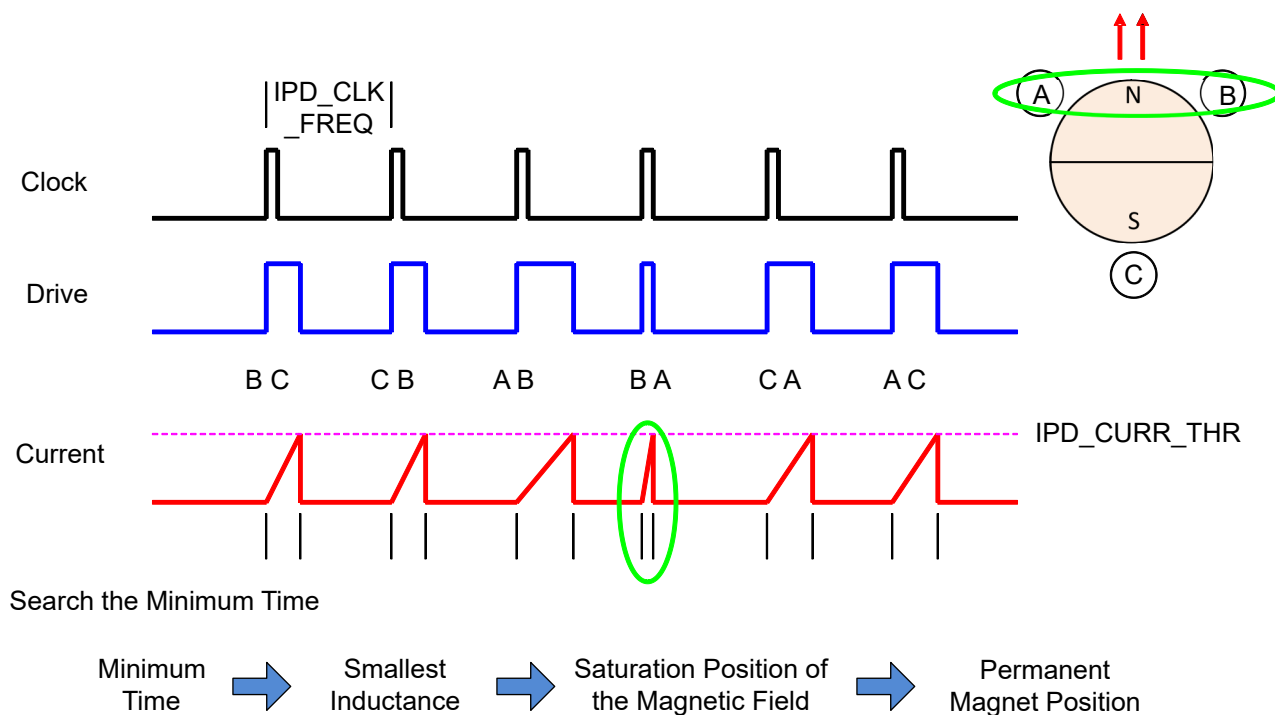 IPD_CLK
_FREQ
A
N
B
Clock
S
C
Drive
B C
C B
A B
B A
C A
A C
IPD_CURR_THR
Current
Search the Minimum Time
Minimum
Time
Smallest
Inductance
Saturation Position of
the Magnetic Field
Permanent
Magnet Position